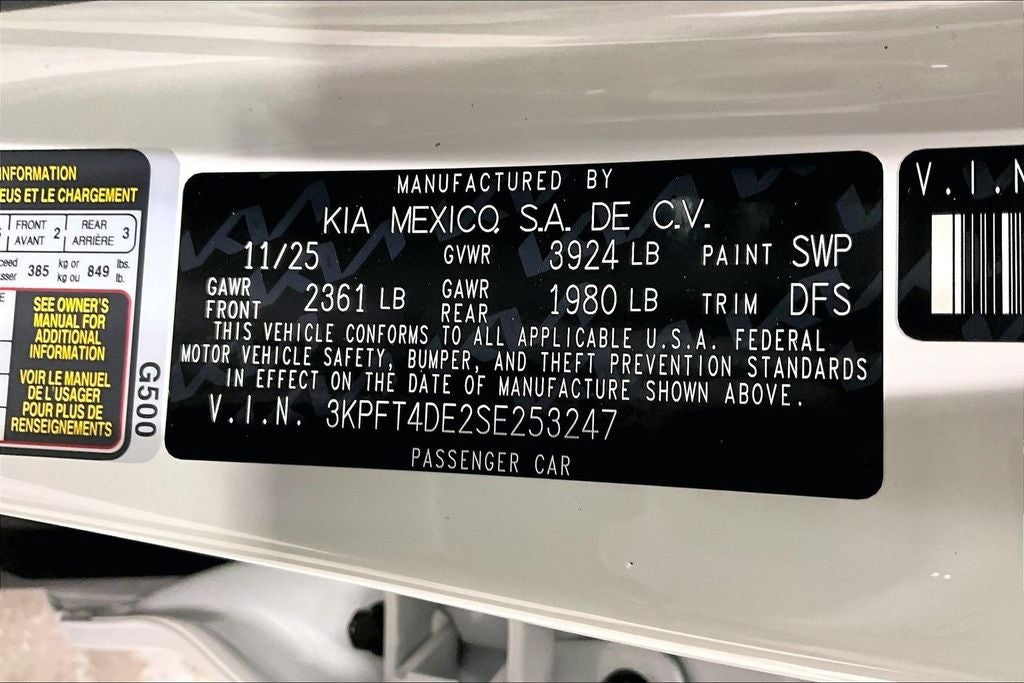 INFORMATION
EUS ET LE CHARGEMENT
FRONT
AVANT 2
REAR
ARRIÈRE 3
385 kg or
kg ou 849 lbs.
lb.
SEE OWNER'S
MANUAL FOR
ADDITIONAL
INFORMATION
VOIR LE MANUEL
DE L'USAGER
POUR PLUS DE
RENSEIGNEMENTS
G500
MANUFACTURED BY
KIA MEXICO, S.A. DE C.V.
11/25 GVWR 3924 LB PAINT SWP
GAWR
FRONT 2361 LB GAWR
REAR 1980 LB TRIM DFS
THIS VEHICLE CONFORMS TO ALL APPLICABLE U.S.A. FEDERAL
MOTOR VEHICLE SAFETY, BUMPER, AND THEFT PREVENTION STANDARDS
IN EFFECT ON THE DATE OF MANUFACTURE SHOWN ABOVE.
V.I.N. 3KPFT4DE2SE253247
PASSENGER CAR
V.I.N